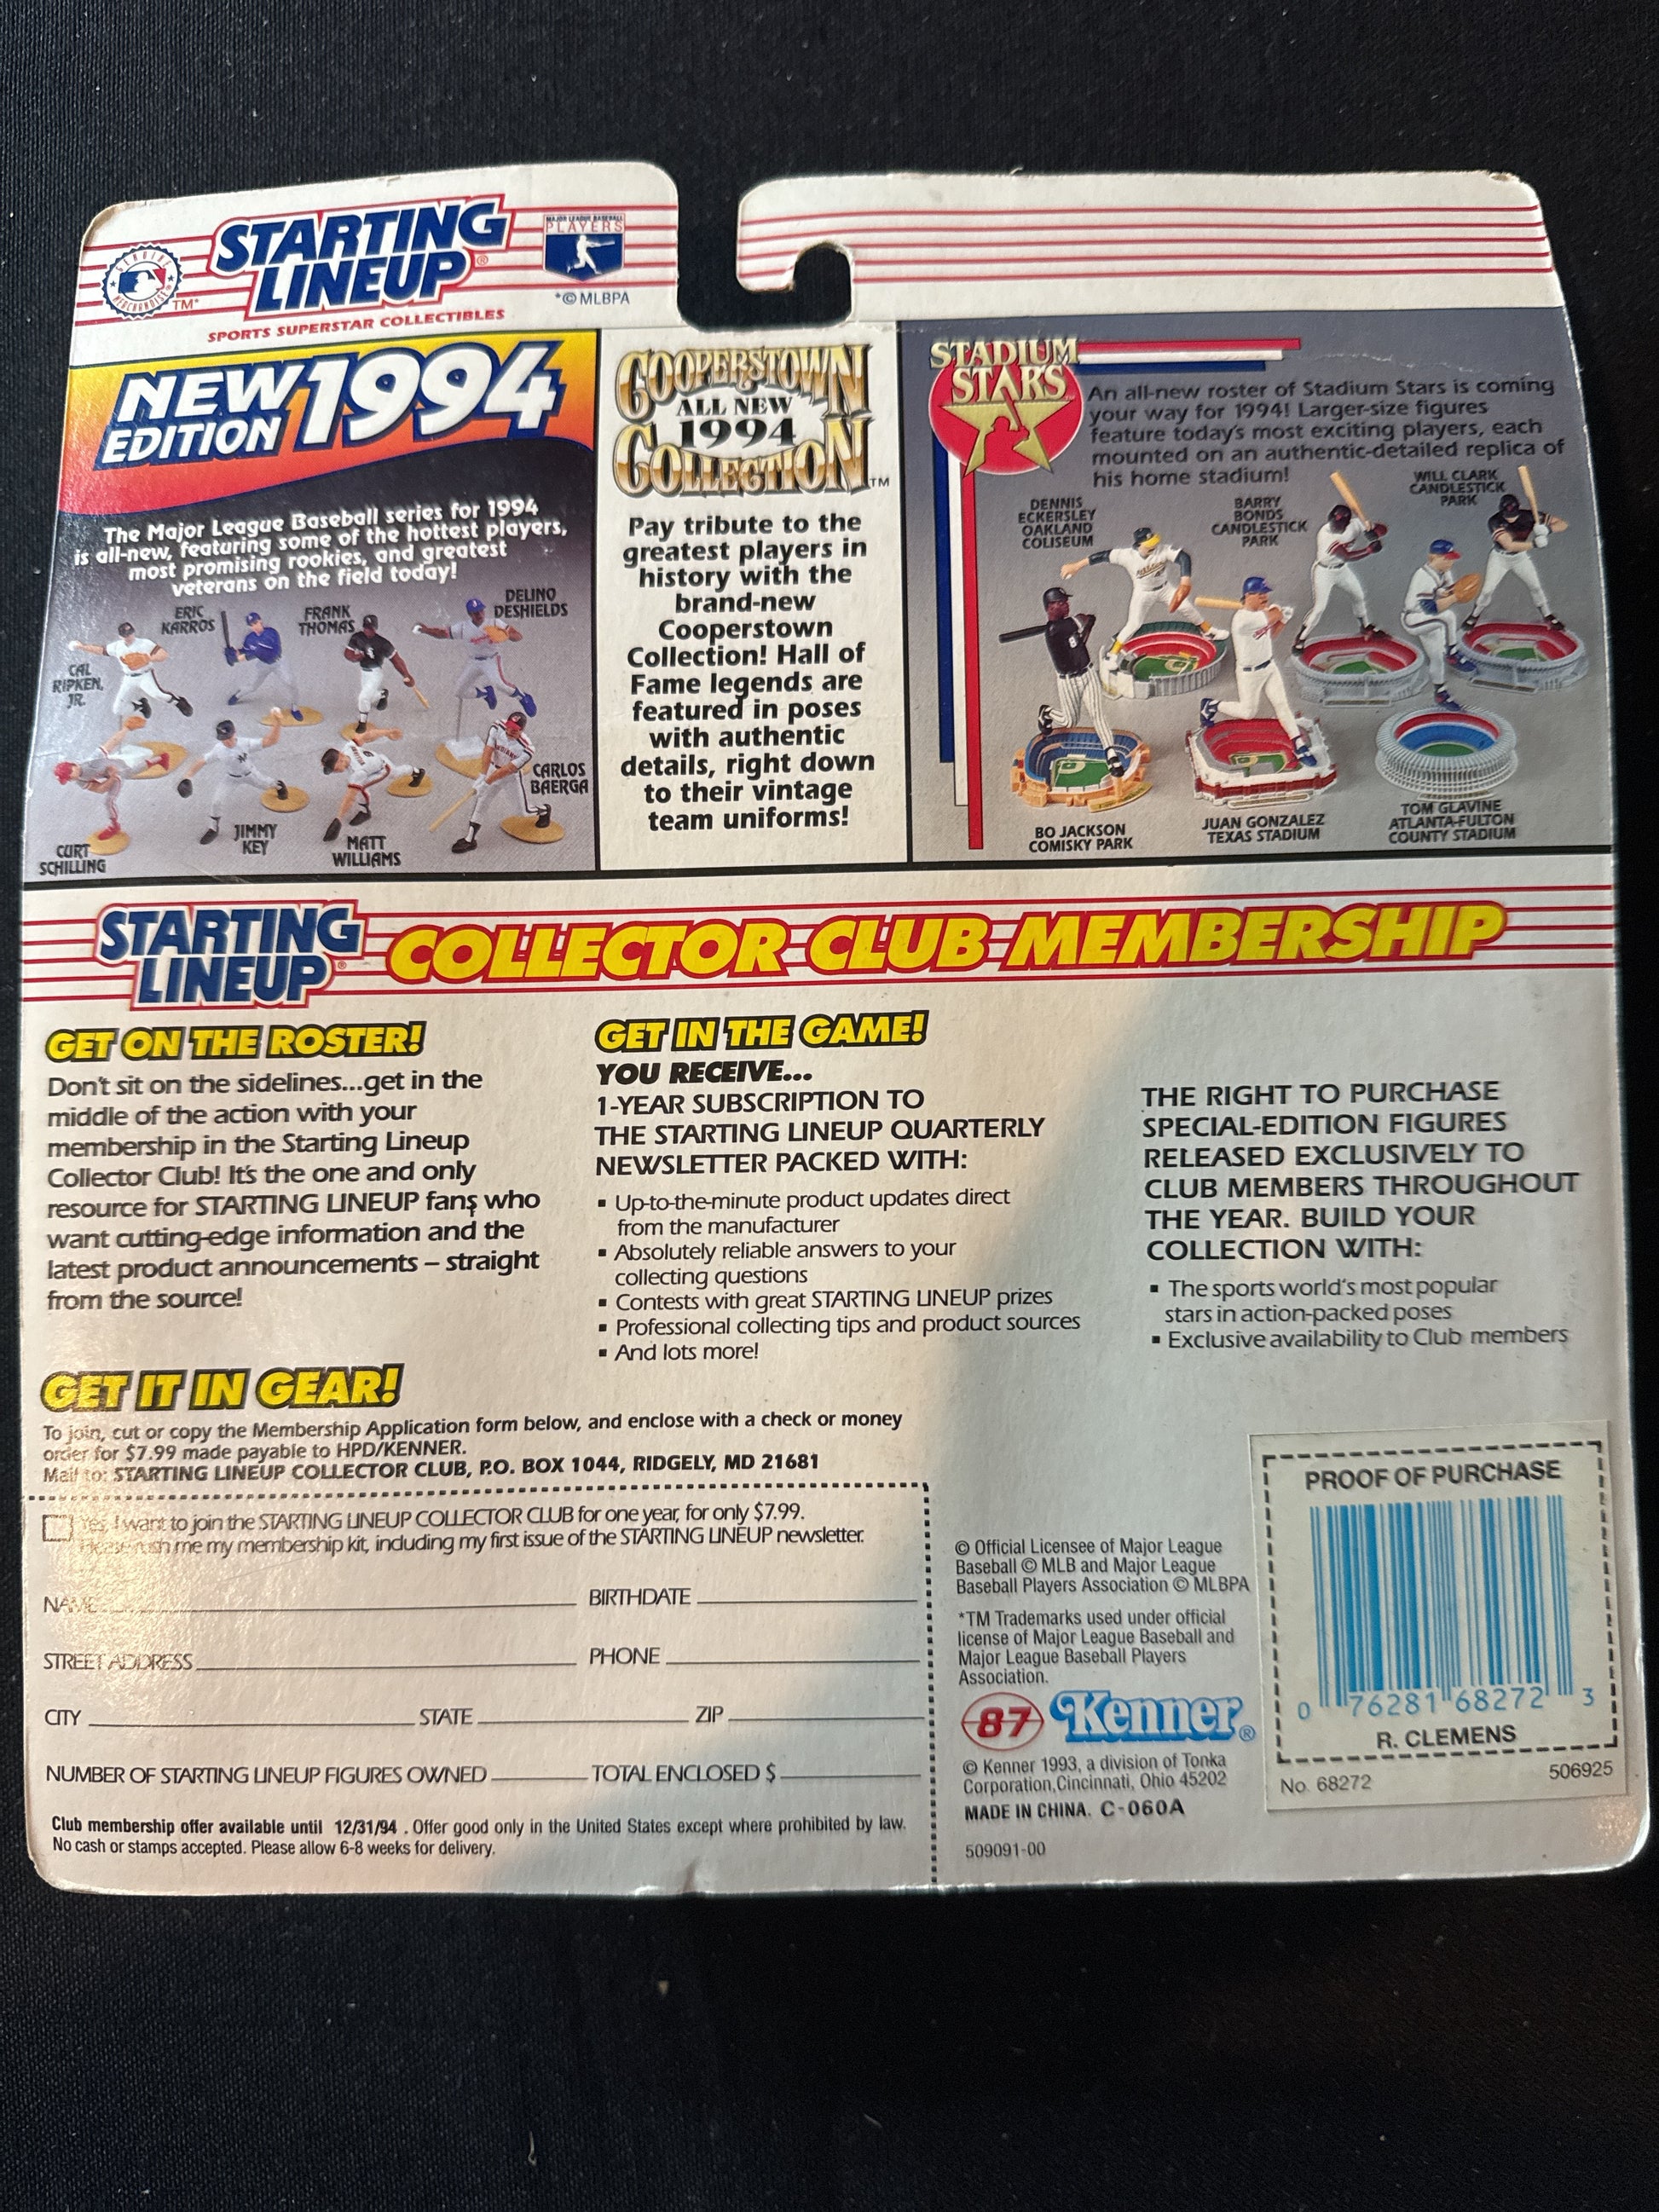 GENUINE MERCHANDISE
TM*
STARTING
LINEUP®
SPORTS SUPERSTAR COLLECTIBLES
MAJOR LEAGUE BASEBALL
PLAYERS
*© MLBPA
NEW
EDITION
1994
The Major League Baseball series for 1994
is all-new, featuring some of the hottest players,
most promising rookies, and greatest
veterans on the field today!
CAL
RIPKEN,
JR.
ERIC
KARROS
FRANK
THOMAS
DELINO
DESHIELDS
CURT
SCHILLING
JIMMY
KEY
MATT
WILLIAMS
CARLOS
BAERGA
COOPERSTOWN
ALL NEW
1994
COLLECTION™
Pay tribute to the
greatest players in
history with the
brand-new
Cooperstown
Collection! Hall of
Fame legends are
featured in poses
with authentic
details, right down
to their vintage
team uniforms!
STADIUM
STARS
An all-new roster of Stadium Stars is coming
your way for 1994! Larger-size figures
feature today's most exciting players, each
mounted on an authentic-detailed replica of
his home stadium!
DENNIS
ECKERSLEY
OAKLAND
COLISEUM
BARRY
BONDS
CANDLESTICK
PARK
WILL CLARK
CANDLESTICK
PARK
BO JACKSON
COMISKY PARK
JUAN GONZALEZ
TEXAS STADIUM
TOM GLAVINE
ATLANTA-FULTON
COUNTY STADIUM
STARTING
LINEUP®
COLLECTOR CLUB MEMBERSHIP
GET ON THE ROSTER!
Don't sit on the sidelines...get in the
middle of the action with your
membership in the Starting Lineup
Collector Club! It's the one and only
resource for STARTING LINEUP fans who
want cutting-edge information and the
latest product announcements – straight
from the source!
GET IN THE GAME!
YOU RECEIVE...
1-YEAR SUBSCRIPTION TO
THE STARTING LINEUP QUARTERLY
NEWSLETTER PACKED WITH:
▪ Up-to-the-minute product updates direct
from the manufacturer
▪ Absolutely reliable answers to your
collecting questions
▪ Contests with great STARTING LINEUP prizes
▪ Professional collecting tips and product sources
▪ And lots more!
THE RIGHT TO PURCHASE
SPECIAL-EDITION FIGURES
RELEASED EXCLUSIVELY TO
CLUB MEMBERS THROUGHOUT
THE YEAR. BUILD YOUR
COLLECTION WITH:
▪ The sports world's most popular
stars in action-packed poses
▪ Exclusive availability to Club members
GET IT IN GEAR!
To join, cut or copy the Membership Application form below, and enclose with a check or money
order for $7.99 made payable to HPD/KENNER.
Mail to: STARTING LINEUP COLLECTOR CLUB, P.O. BOX 1044, RIDGELY, MD 21681
Yes, I want to join the STARTING LINEUP COLLECTOR CLUB for one year, for only $7.99.
Please rush me my membership kit, including my first issue of the STARTING LINEUP newsletter.
NAME BIRTHDATE
STREET ADDRESS PHONE
CITY STATE ZIP
NUMBER OF STARTING LINEUP FIGURES OWNED TOTAL ENCLOSED $
Club membership offer available until 12/31/94 . Offer good only in the United States except where prohibited by law.
No cash or stamps accepted. Please allow 6-8 weeks for delivery.
© Official Licensee of Major League
Baseball © MLB and Major League
Baseball Players Association © MLBPA
*TM Trademarks used under official
license of Major League Baseball and
Major League Baseball Players
Association.
87
Kenner®
© Kenner 1993, a division of Tonka
Corporation,Cincinnati, Ohio 45202
MADE IN CHINA. C-060A
509091-00
PROOF OF PURCHASE
0 76281 68272 3
R. CLEMENS
No. 68272
506925